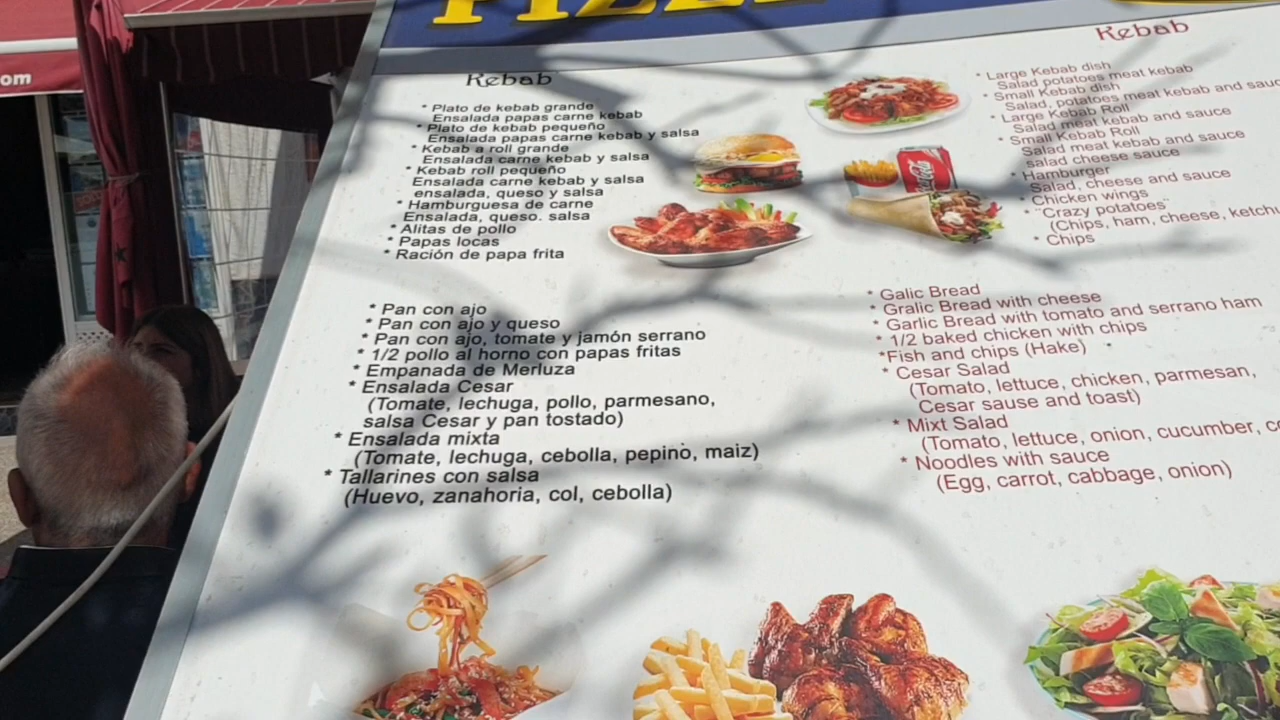 PIZZ
om
Kebab
* Plato de kebab grande
Ensalada papas carne kebab
* Plato de kebab pequeño
Ensalada papas carne kebab y salsa
* Kebab a roll grande
Ensalada carne kebab y salsa
* Kebab roll pequeño
Ensalada carne kebab y salsa
ensalada, queso y salsa
* Hamburguesa de carne
Ensalada, queso. salsa
* Alitas de pollo
* Papas locas
* Ración de papa frita
* Pan con ajo
* Pan con ajo y queso
* Pan con ajo, tomate y jamón serrano
* 1/2 pollo al horno con papas fritas
* Empanada de Merluza
* Ensalada Cesar
(Tomate, lechuga, pollo, parmesano,
salsa Cesar y pan tostado)
* Ensalada mixta
(Tomate, lechuga, cebolla, pepino, maiz)
* Tallarines con salsa
(Huevo, zanahoria, col, cebolla)
Kebab
* Large Kebab dish
Salad potatoes meat kebab
* Small Kebab dish
Salad, potatoes meat kebab and sauc
* Large Kebab Roll
Salad meat kebab and sauce
* Small Kebab Roll
Salad meat kebab and sauce
salad cheese sauce
* Hamburger
Salad, cheese and sauce
* Chicken wings
* "Crazy potatoes"
(Chips, ham, cheese, ketchu
* Chips
* Galic Bread
* Gralic Bread with cheese
* Garlic Bread with tomato and serrano ham
* 1/2 baked chicken with chips
*Fish and chips (Hake)
* Cesar Salad
(Tomato, lettuce, chicken, parmesan,
Cesar sause and toast)
* Mixt Salad
(Tomato, lettuce, onion, cucumber, co
* Noodles with sauce
(Egg, carrot, cabbage, onion)